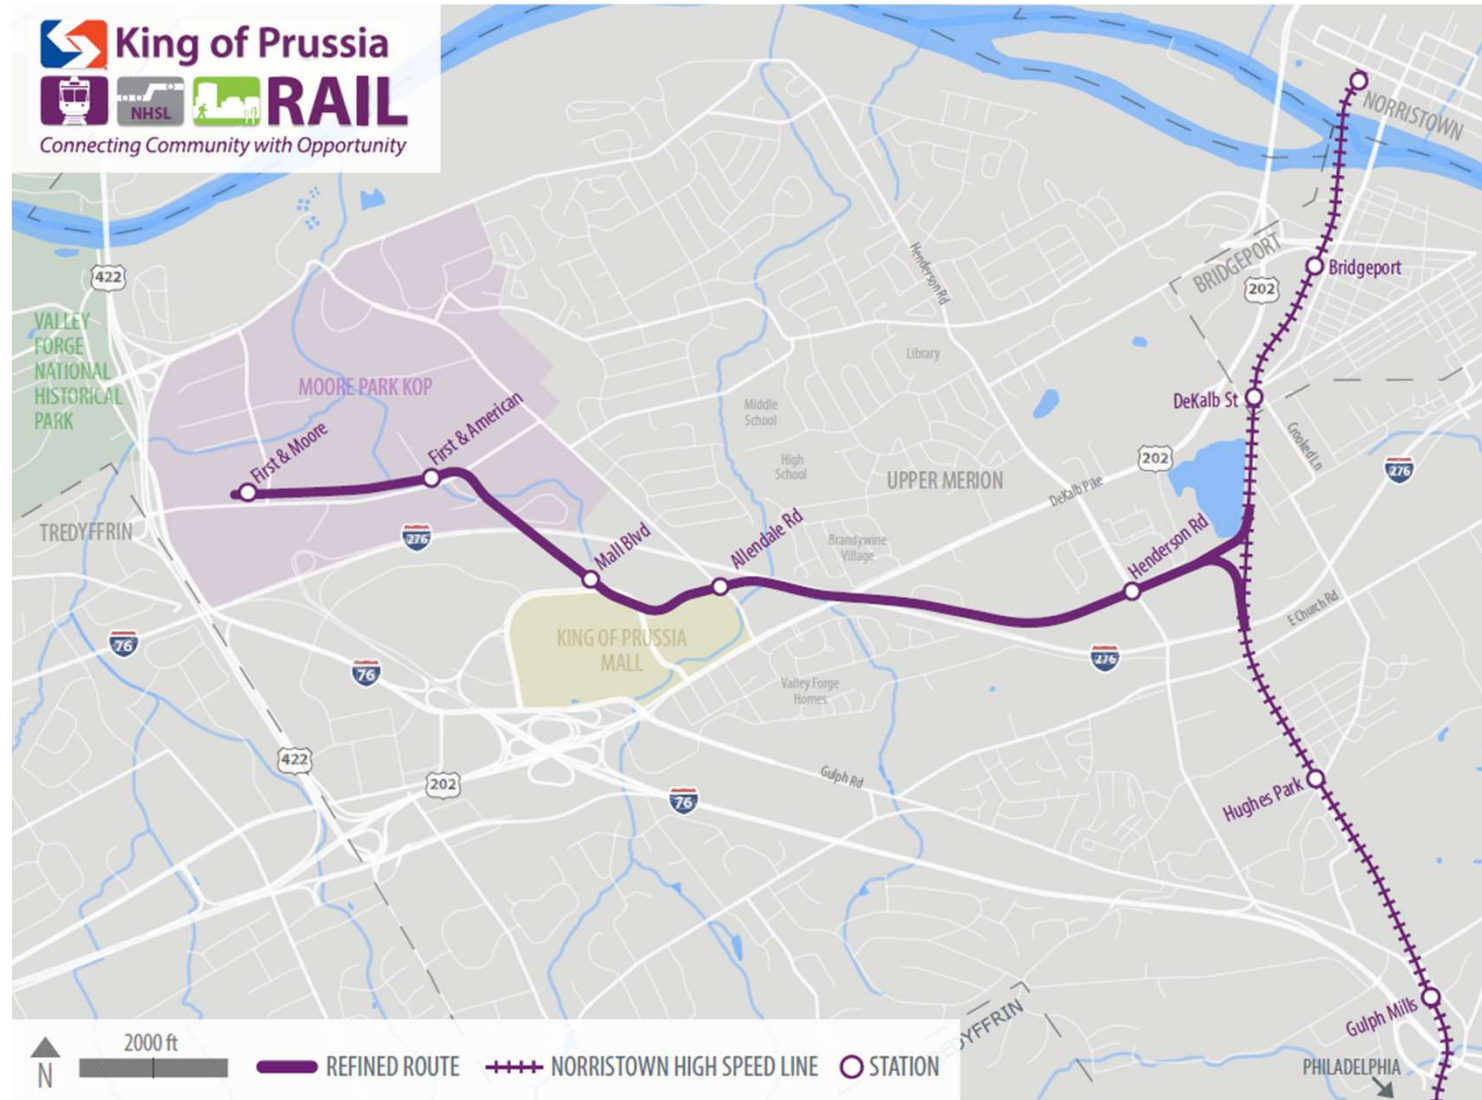 King of Prussia
NHSL
RAIL
Connecting Community with Opportunity
NORRISTOWN
422
BRIDGEPORT
Bridgeport
202
Henderson Rd
VALLEY
FORGE
NATIONAL
HISTORICAL
PARK
MOORE PARK KOP
Library
DeKalb St
Middle
School
First & American
First & Moore
Crooked Ln
202
276
High
School
UPPER MERION
DeKalb Pike
TREDYFFRIN
276
Mall Blvd
Allendale Rd
Brandywine
Village
Henderson Rd
E Church Rd
76
KING OF PRUSSIA
MALL
276
76
Valley Forge
Homes
422
202
Gulph Rd
76
Hughes Park
Gulph Mills
EDYFFRIN
PHILADELPHIA
N
2000 ft
REFINED ROUTE
NORRISTOWN HIGH SPEED LINE
STATION